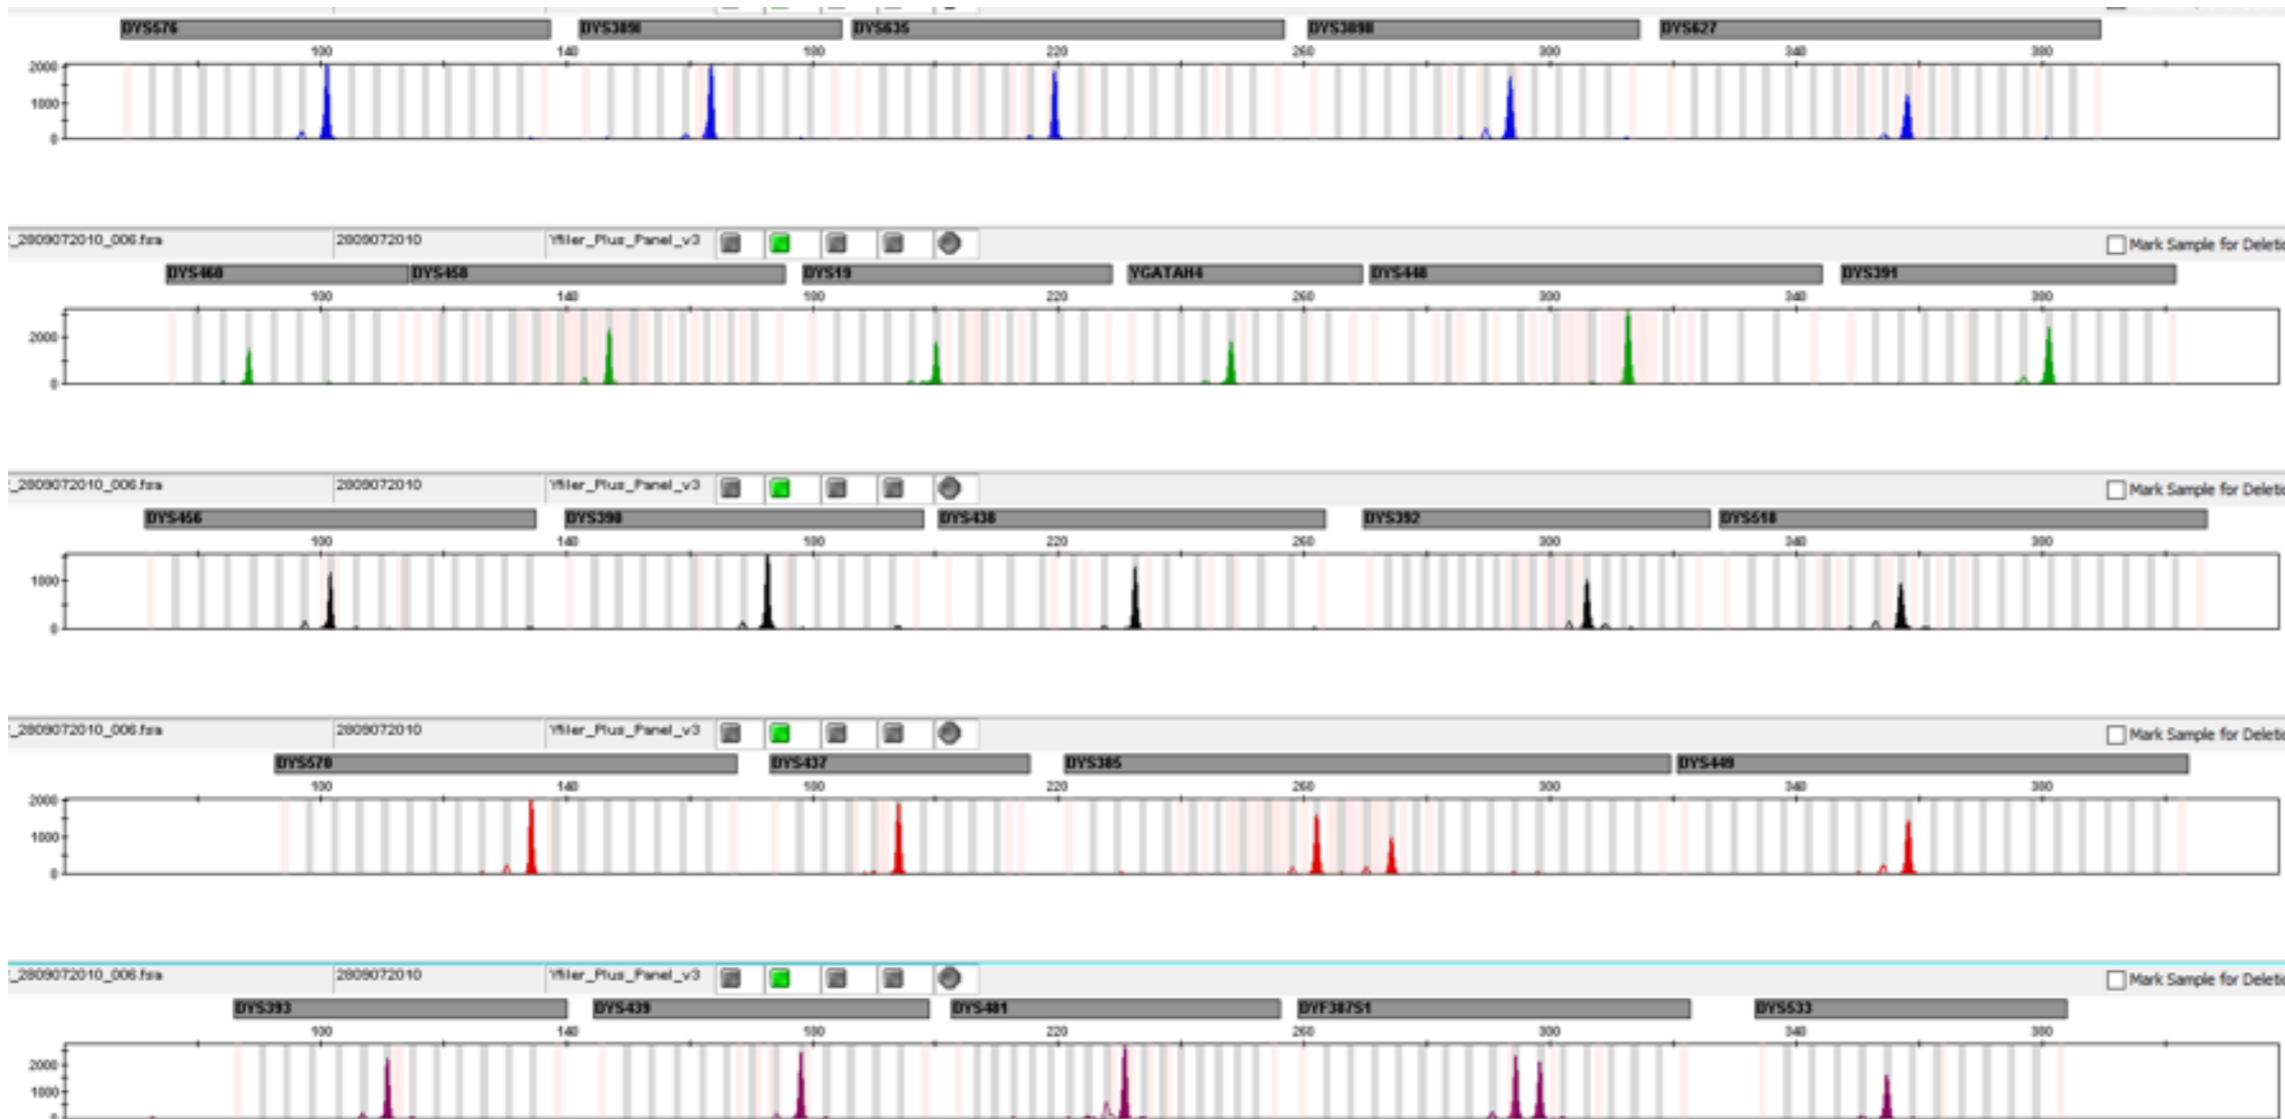 DYS576 DYS389I DYS635 DYS389II DYS627
100 140 180 220 260 300 340 380
2000
1000
0
_2809072010_006.fsa 2809072010 Yfiler_Plus_Panel_v3 Mark Sample for Deletio
DYS460 DYS458 DYS19 YGATAH4 DYS448 DYS391
100 140 180 220 260 300 340 380
2000
0
_2809072010_006.fsa 2809072010 Yfiler_Plus_Panel_v3 Mark Sample for Deletio
DYS456 DYS390 DYS438 DYS392 DYS518
100 140 180 220 260 300 340 380
1000
0
_2809072010_006.fsa 2809072010 Yfiler_Plus_Panel_v3 Mark Sample for Deletio
DYS570 DYS437 DYS385 DYS449
100 140 180 220 260 300 340 380
2000
1000
0
_2809072010_006.fsa 2809072010 Yfiler_Plus_Panel_v3 Mark Sample for Deletio
DYS393 DYS439 DYS481 DYF387S1 DYS533
100 140 180 220 260 300 340 380
2000
1000
0